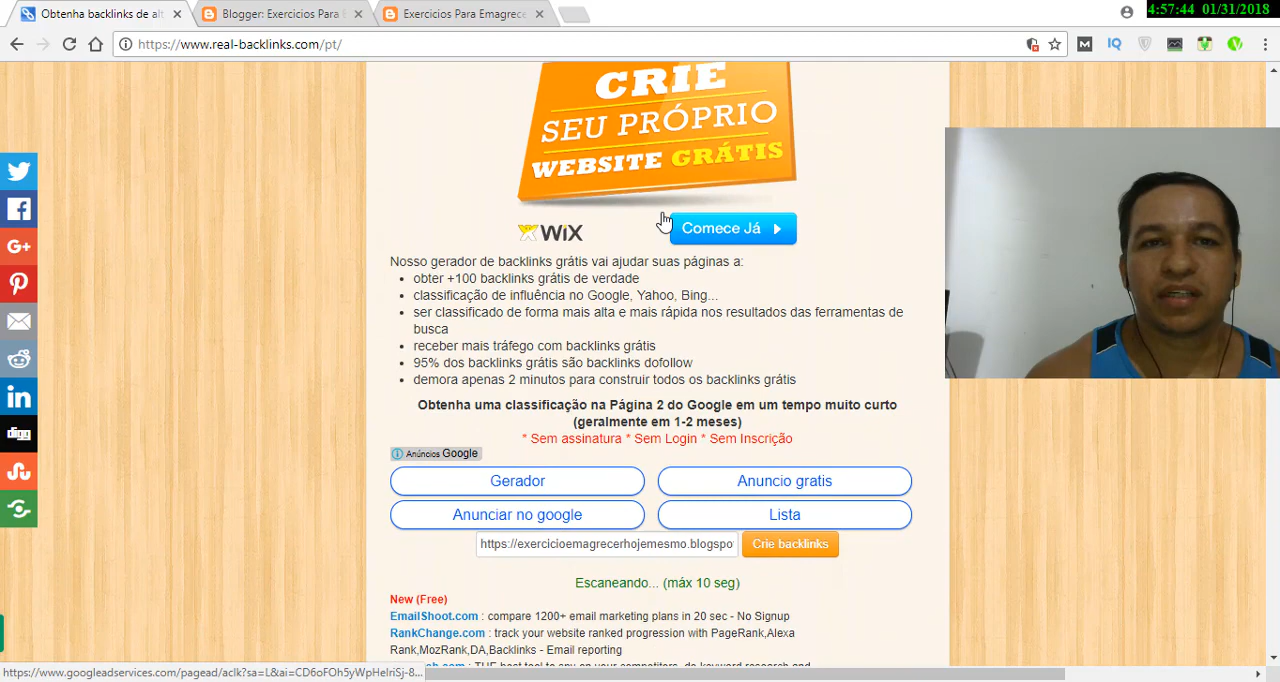 4:57:44 01/31/2018
Obtenha backlinks de al
Blogger: Exercicios Para E
Exercicios Para Emagrece
https://www.real-backlinks.com/pt/
CRIE
SEU PRÓPRIO
WEBSITE GRÁTIS
WiX
Comece Já
Nosso gerador de backlinks grátis vai ajudar suas páginas a:
• obter +100 backlinks grátis de verdade
• classificação de influência no Google, Yahoo, Bing...
• ser classificado de forma mais alta e mais rápida nos resultados das ferramentas de
busca
• receber mais tráfego com backlinks grátis
• 95% dos backlinks grátis são backlinks dofollow
• demora apenas 2 minutos para construir todos os backlinks grátis
Obtenha uma classificação na Página 2 do Google em um tempo muito curto
(geralmente em 1-2 meses)
* Sem assinatura * Sem Login * Sem Inscrição
Anúncios Google
Gerador
Anuncio gratis
Anunciar no google
Lista
https://exercicioemagrecerhojemesmo.blogspo
Crie backlinks
Escaneando... (máx 10 seg)
New (Free)
EmailShoot.com : compare 1200+ email marketing plans in 20 sec - No Signup
RankChange.com : track your website ranked progression with PageRank,Alexa
Rank,MozRank,DA,Backlinks - Email reporting
https://www.googleadservices.com/pagead/aclk?sa=L&ai=CD6oFOh5yWpHeIriSj-8...